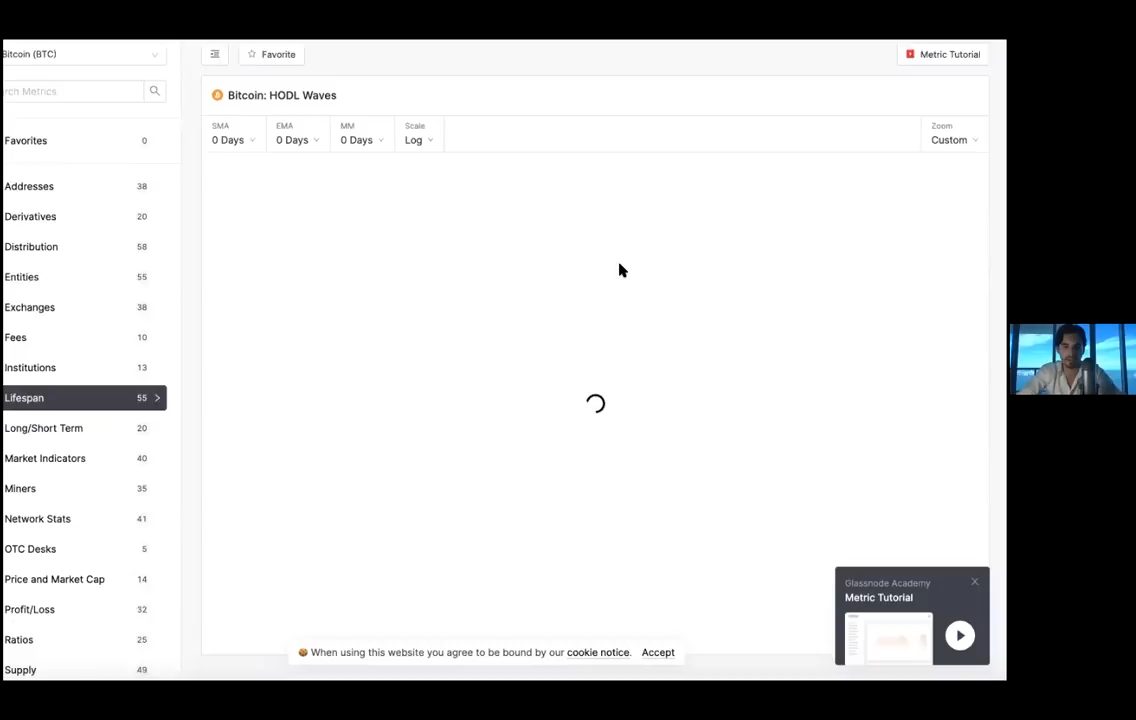 Bitcoin (BTC)
Favorite
Metric Tutorial
rch Metrics
Bitcoin: HODL Waves
SMA
EMA
MM
Scale
Zoom
0 Days
0 Days
0 Days
Log
Custom
Favorites 0
Addresses 38
Derivatives 20
Distribution 58
Entities 55
Exchanges 38
Fees 10
Institutions 13
Lifespan 55
Long/Short Term 20
Market Indicators 40
Miners 35
Network Stats 41
OTC Desks 5
Price and Market Cap 14
Profit/Loss 32
Ratios 25
Supply 49
Glassnode Academy
Metric Tutorial
When using this website you agree to be bound by our cookie notice. Accept